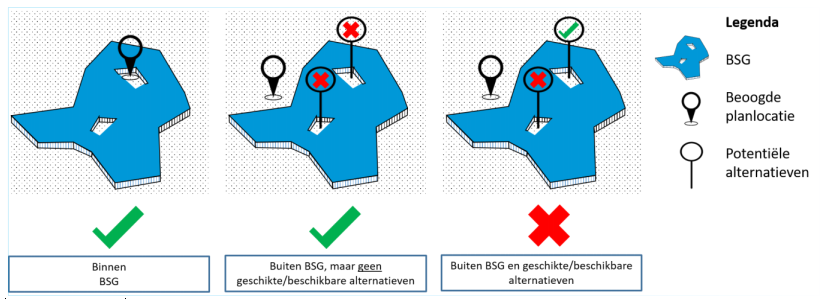 Legenda
BSG
Beoogde
planlocatie
Potentiële
alternatieven
Binnen
BSG
Buiten BSG, maar geen
geschikte/beschikbare alternatieven
Buiten BSG en geschikte/beschikbare
alternatieven